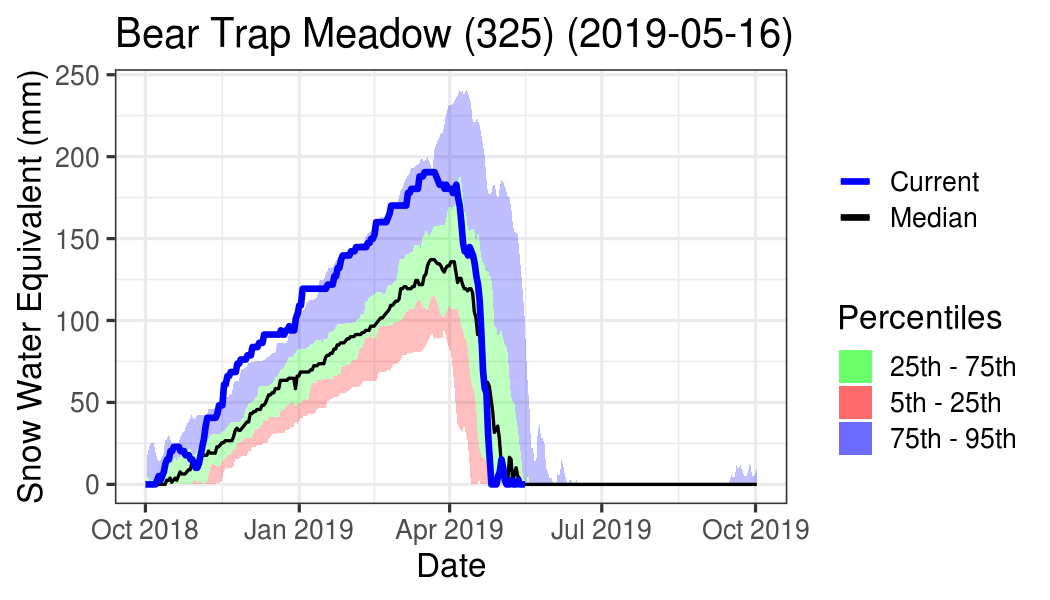 Bear Trap Meadow (325) (2019-05-16)
Snow Water Equivalent (mm)
250
200
150
100
50
0
Oct 2018
Jan 2019
Apr 2019
Jul 2019
Oct 2019
Date
Current
Median
Percentiles
25th - 75th
5th - 25th
75th - 95th